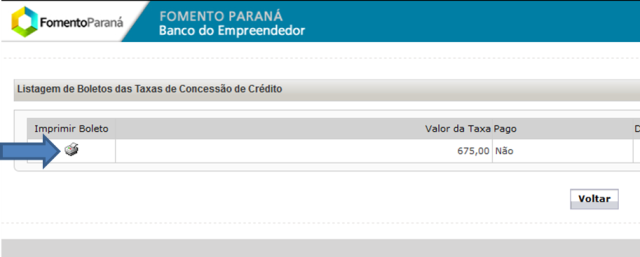 FomentoParaná
FOMENTO PARANÁ
Banco do Empreendedor
Listagem de Boletos das Taxas de Concessão de Crédito
Imprimir Boleto Valor da Taxa Pago D
675,00 Não
Voltar